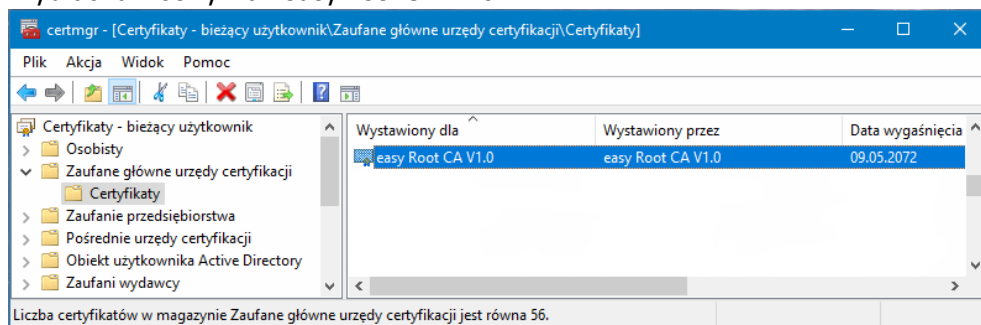 certmgr - [Certyfikaty - bieżący użytkownik\Zaufane główne urzędy certyfikacji\Certyfikaty]
Plik Akcja Widok Pomoc
Certyfikaty - bieżący użytkownik
Osobisty
Zaufane główne urzędy certyfikacji
Certyfikaty
Zaufanie przedsiębiorstwa
Pośrednie urzędy certyfikacji
Obiekt użytkownika Active Directory
Zaufani wydawcy
Wystawiony dla Wystawiony przez Data wygaśnięcia
easy Root CA V1.0 easy Root CA V1.0 09.05.2072
Liczba certyfikatów w magazynie Zaufane główne urzędy certyfikacji jest równa 56.